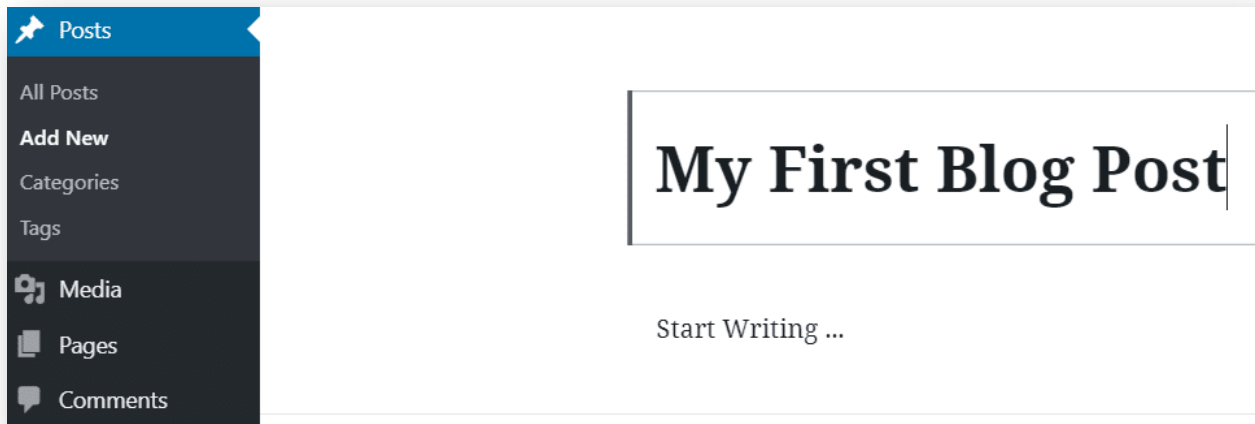 Posts
All Posts
Add New
Categories
Tags
Media
Pages
Comments
My First Blog Post
Start Writing ...